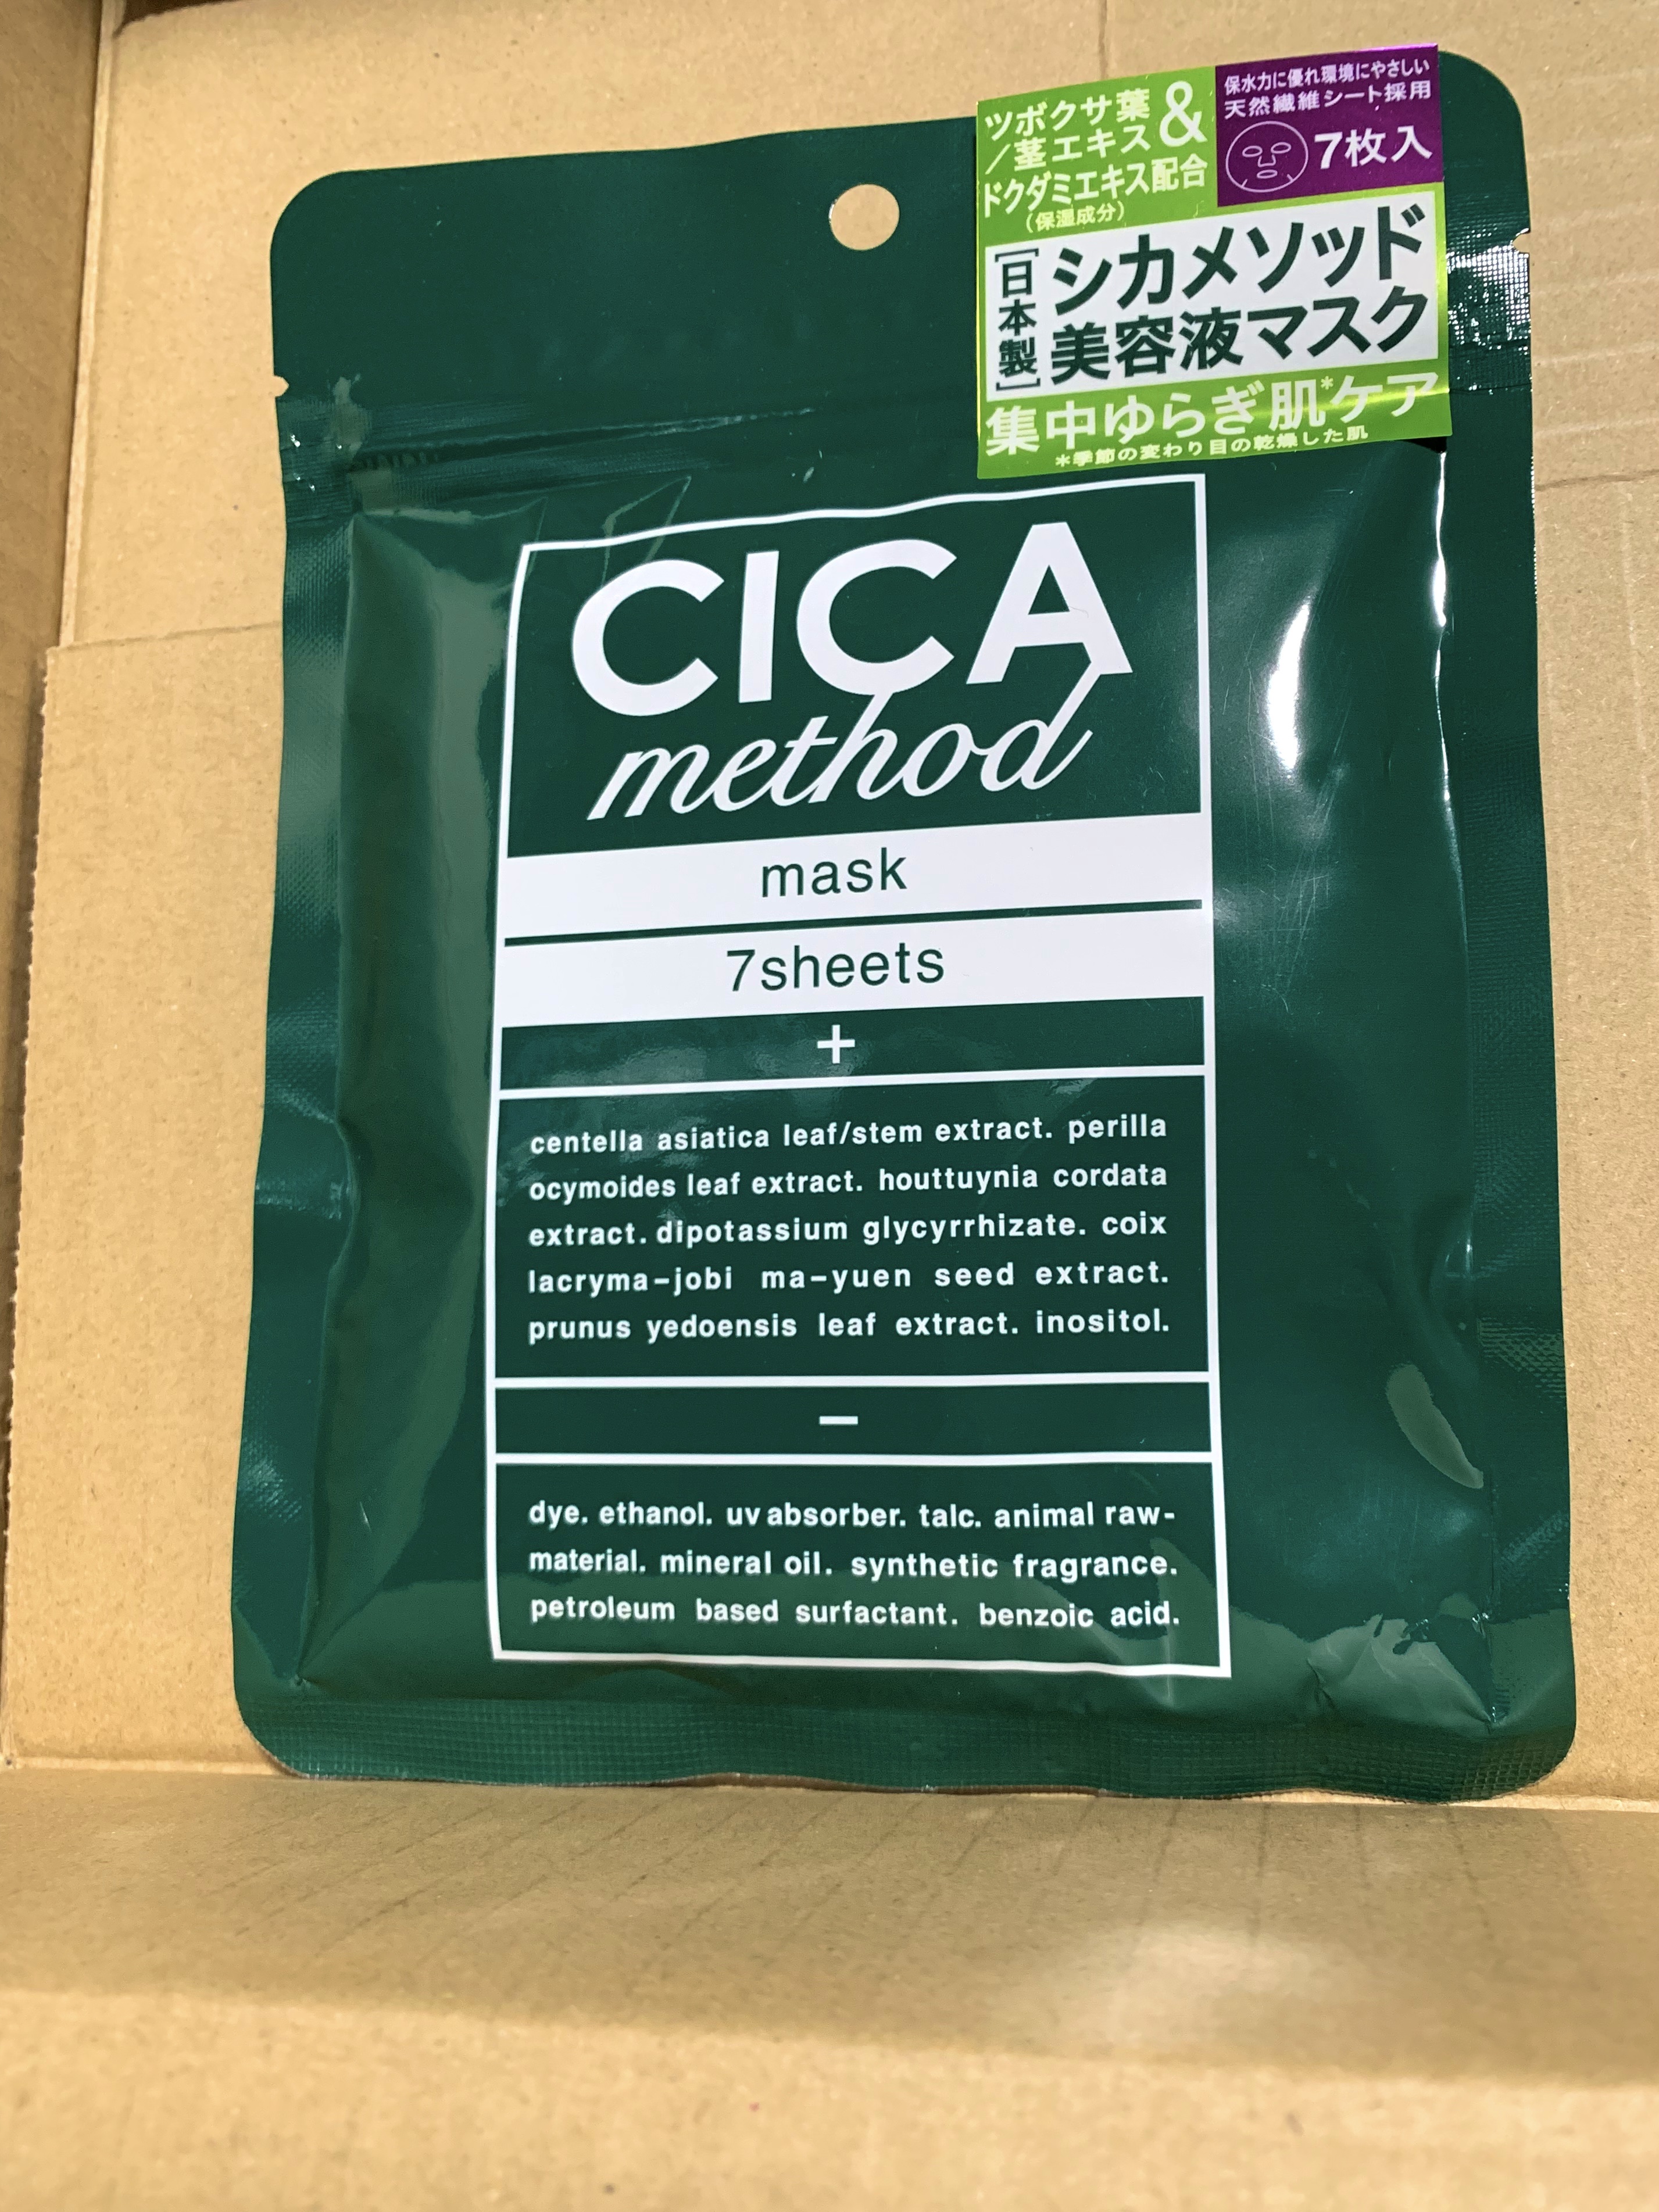 ツボクサ葉
／茎エキス &
ドクダミエキス配合
（保湿成分）
保水力に優れ環境にやさしい
天然繊維シート採用
7枚入
[日本製]
シカメソッド
美容液マスク
集中ゆらぎ肌*ケア
*季節の変わり目の乾燥した肌
CICA
method
mask
7sheets
+
centella asiatica leaf/stem extract. perilla
ocymoides leaf extract. houttuynia cordata
extract. dipotassium glycyrrhizate. coix
lacryma-jobi ma-yuen seed extract.
prunus yedoensis leaf extract. inositol.
−
dye. ethanol. uv absorber. talc. animal raw-
material. mineral oil. synthetic fragrance.
petroleum based surfactant. benzoic acid.